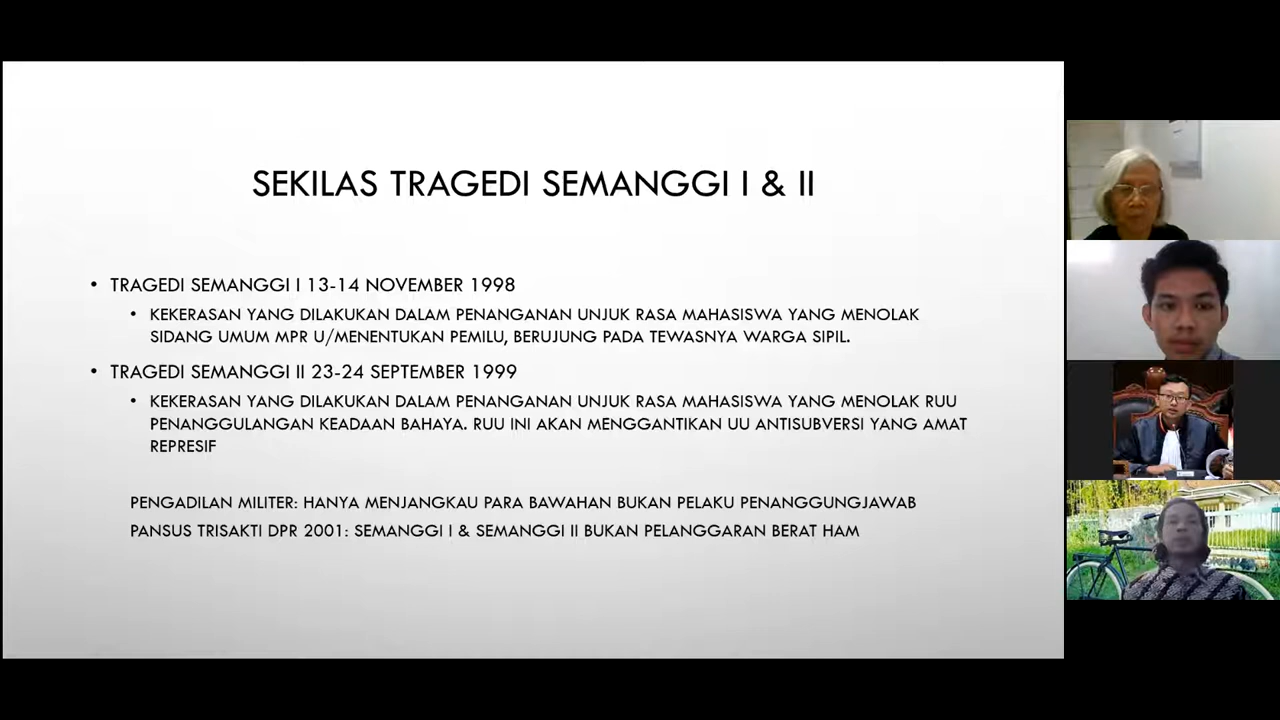 SEKILAS TRAGEDI SEMANGGI I & II
• TRAGEDI SEMANGGI I 13-14 NOVEMBER 1998
• KEKERASAN YANG DILAKUKAN DALAM PENANGANAN UNJUK RASA MAHASISWA YANG MENOLAK
SIDANG UMUM MPR U/MENENTUKAN PEMILU, BERUJUNG PADA TEWASNYA WARGA SIPIL.
• TRAGEDI SEMANGGI II 23-24 SEPTEMBER 1999
• KEKERASAN YANG DILAKUKAN DALAM PENANGANAN UNJUK RASA MAHASISWA YANG MENOLAK RUU
PENANGGULANGAN KEADAAN BAHAYA. RUU INI AKAN MENGGANTIKAN UU ANTISUBVERSI YANG AMAT
REPRESIF
PENGADILAN MILITER: HANYA MENJANGKAU PARA BAWAHAN BUKAN PELAKU PENANGGUNGJAWAB
PANSUS TRISAKTI DPR 2001: SEMANGGI I & SEMANGGI II BUKAN PELANGGARAN BERAT HAM